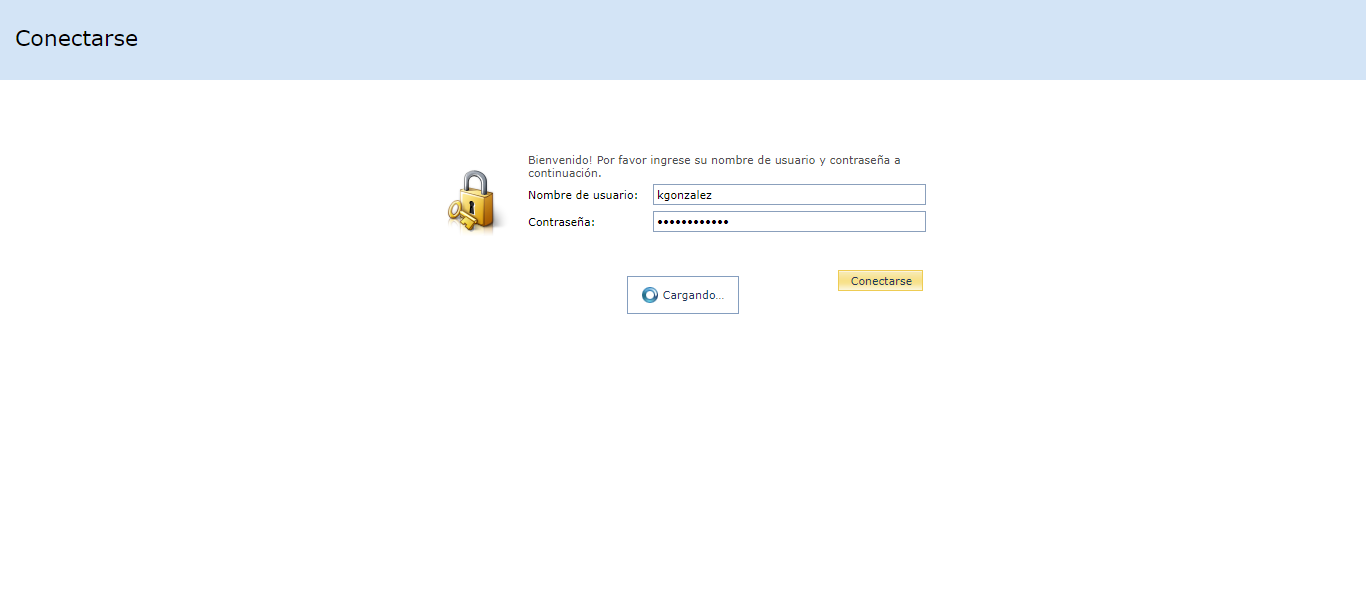 Conectarse
Bienvenido! Por favor ingrese su nombre de usuario y contraseña a
continuación.
Nombre de usuario: kgonzalez
Contraseña: ••••••••••••
Conectarse
Cargando...